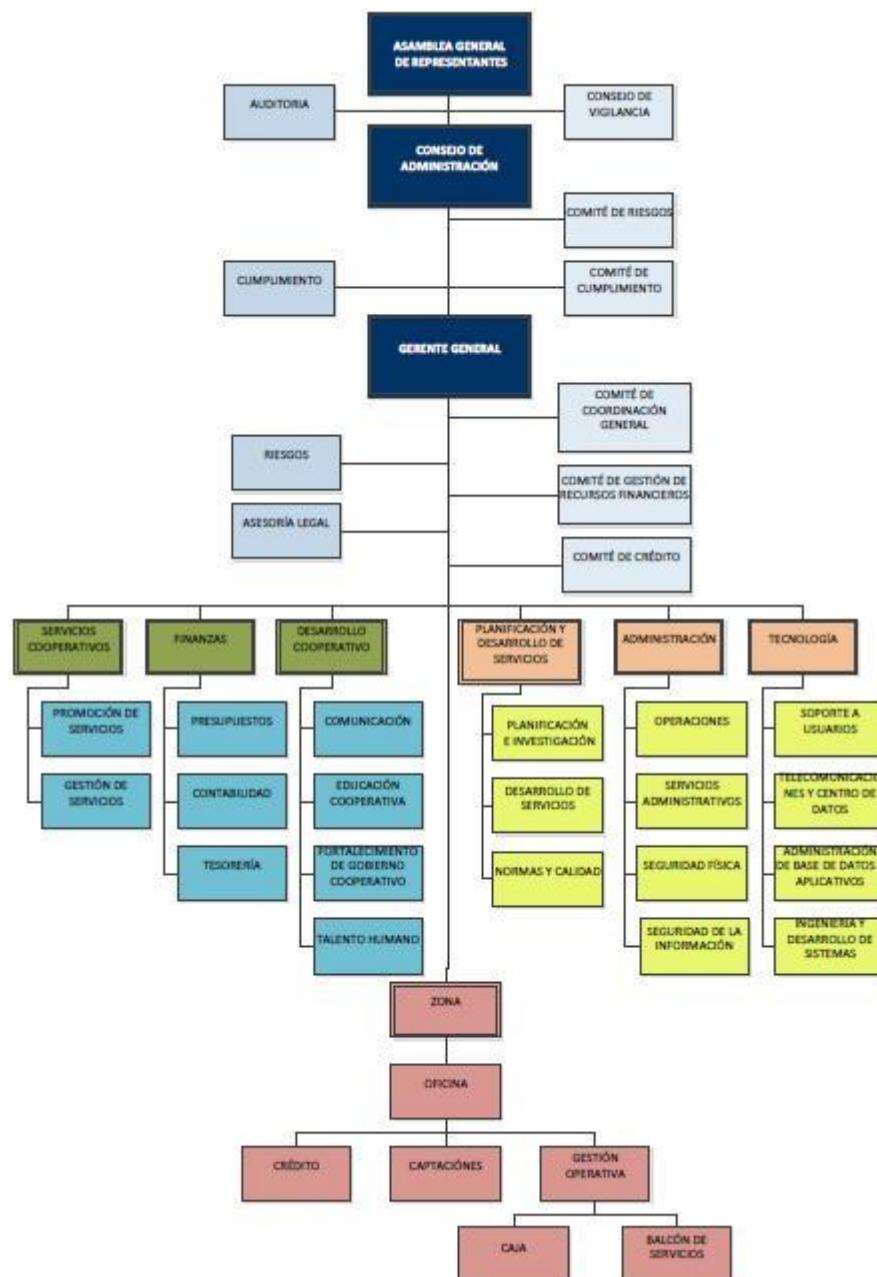 ASAMBLEA GENERAL
DE REPRESENTANTES
AUDITORIA
CONSEJO DE
VIGILANCIA
CONSEJO DE
ADMINISTRACIÓN
COMITÉ DE RIESGOS
CUMPLIMIENTO
COMITÉ DE
CUMPLIMIENTO
GERENTE GENERAL
COMITÉ DE
COORDINACIÓN
GENERAL
RIESGOS
COMITÉ DE GESTIÓN DE
RECURSOS FINANCIEROS
ASESORÍA LEGAL
COMITÉ DE CRÉDITO
SERVICIOS
COOPERATIVOS
FINANZAS
DESARROLLO
COOPERATIVO
PLANIFICACIÓN Y
DESARROLLO DE
SERVICIOS
ADMINISTRACIÓN
TECNOLOGÍA
PROMOCIÓN DE
SERVICIOS
PRESUPUESTOS
COMUNICACIÓN
PLANIFICACIÓN
E INVESTIGACIÓN
OPERACIONES
SOPORTE A
USUARIOS
GESTIÓN DE
SERVICIOS
CONTABILIDAD
EDUCACIÓN
COOPERATIVA
DESARROLLO DE
SERVICIOS
SERVICIOS
ADMINISTRATIVOS
TELECOMUNICACIO
NES Y CENTRO DE
DATOS
TESORERÍA
FORTALECIMIENTO
DE GOBIERNO
COOPERATIVO
NORMAS Y CALIDAD
SEGURIDAD FÍSICA
ADMINISTRACIÓN
DE BASE DE DATOS
APLICATIVOS
TALENTO HUMANO
SEGURIDAD DE LA
INFORMACIÓN
INGENIERIA Y
DESARROLLO DE
SISTEMAS
ZONA
OFICINA
CRÉDITO
CAPTACIÓNES
GESTIÓN
OPERATIVA
CAJA
BALCÓN DE
SERVICIOS